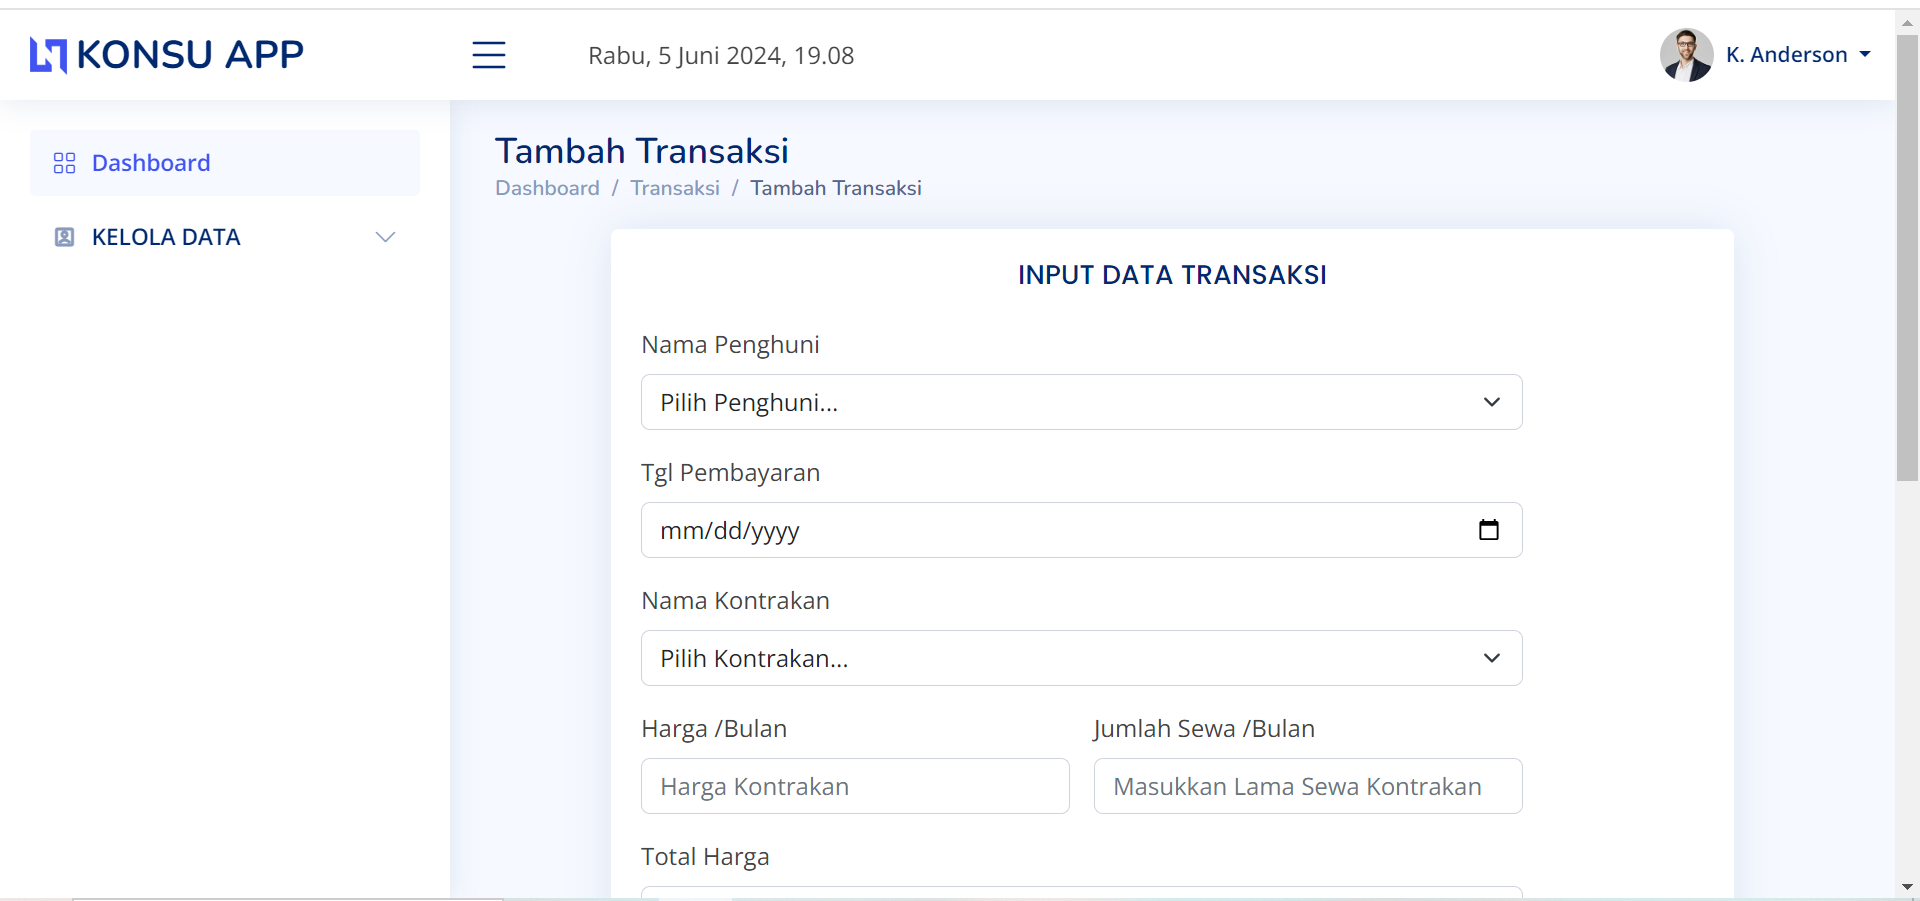 KONSU APP
Rabu, 5 Juni 2024, 19.08
K. Anderson
Dashboard
KELOLA DATA
Tambah Transaksi
Dashboard / Transaksi / Tambah Transaksi
INPUT DATA TRANSAKSI
Nama Penghuni
Pilih Penghuni...
Tgl Pembayaran
mm/dd/yyyy
Nama Kontrakan
Pilih Kontrakan...
Harga /Bulan
Jumlah Sewa /Bulan
Harga Kontrakan
Masukkan Lama Sewa Kontrakan
Total Harga